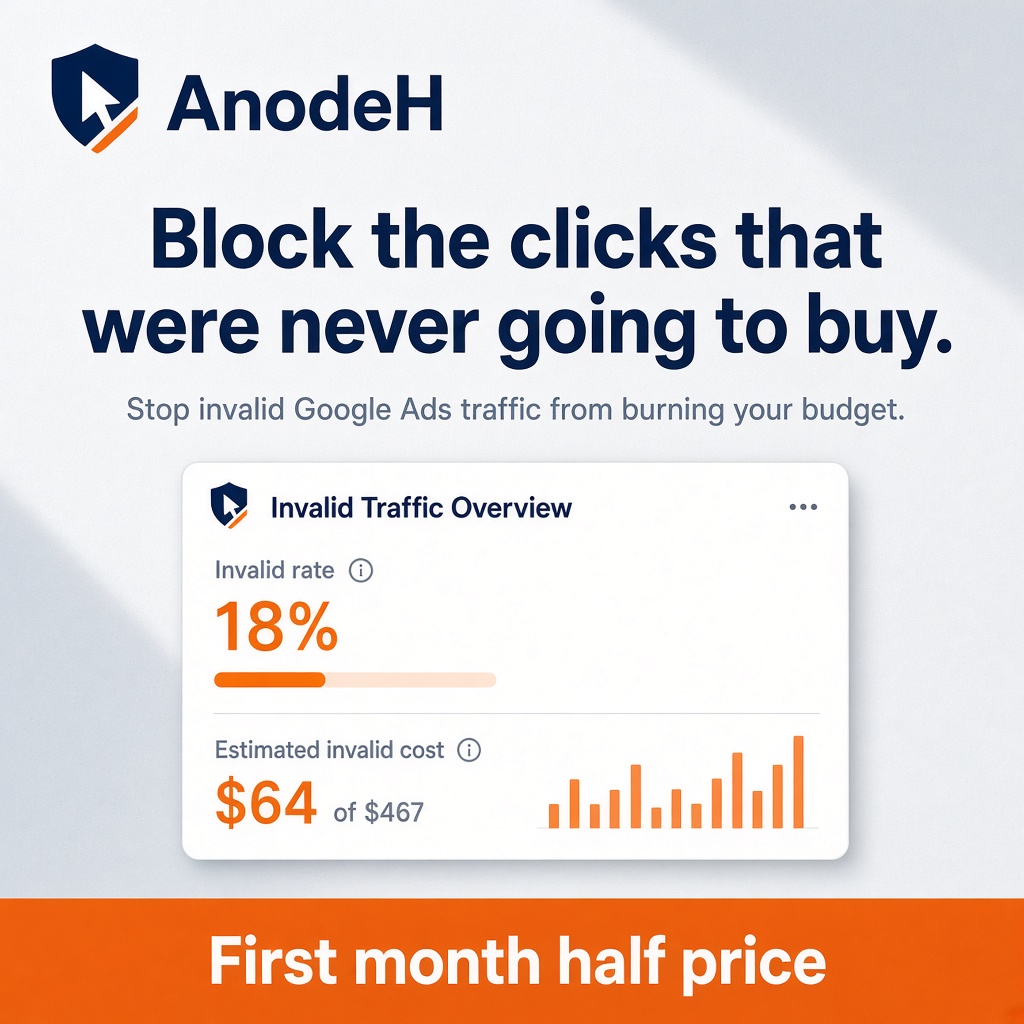 AnodeH
Block the clicks that
were never going to buy.
Stop invalid Google Ads traffic from burning your budget.
Invalid Traffic Overview
Invalid rate
18%
Estimated invalid cost
$64 of $467
First month half price